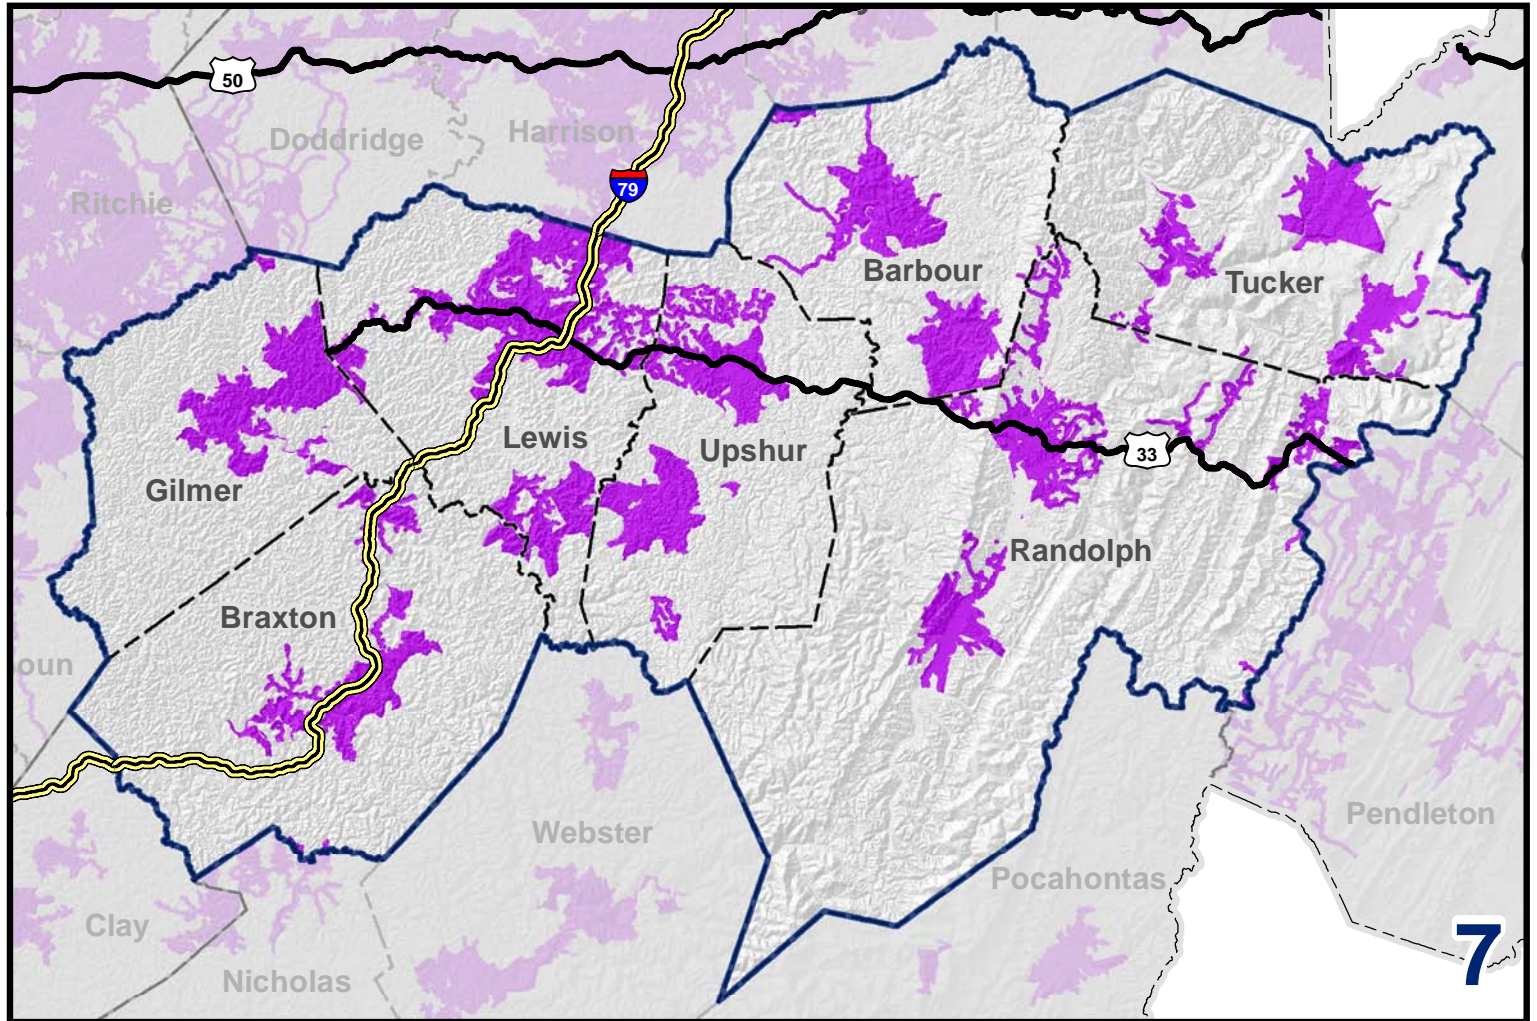 50
Doddridge
Harrison
79
Ritchie
Barbour
Tucker
Lewis
Upshur
33
Gilmer
Randolph
Braxton
oun
Webster
Pendleton
Pocahontas
Clay
Nicholas
7